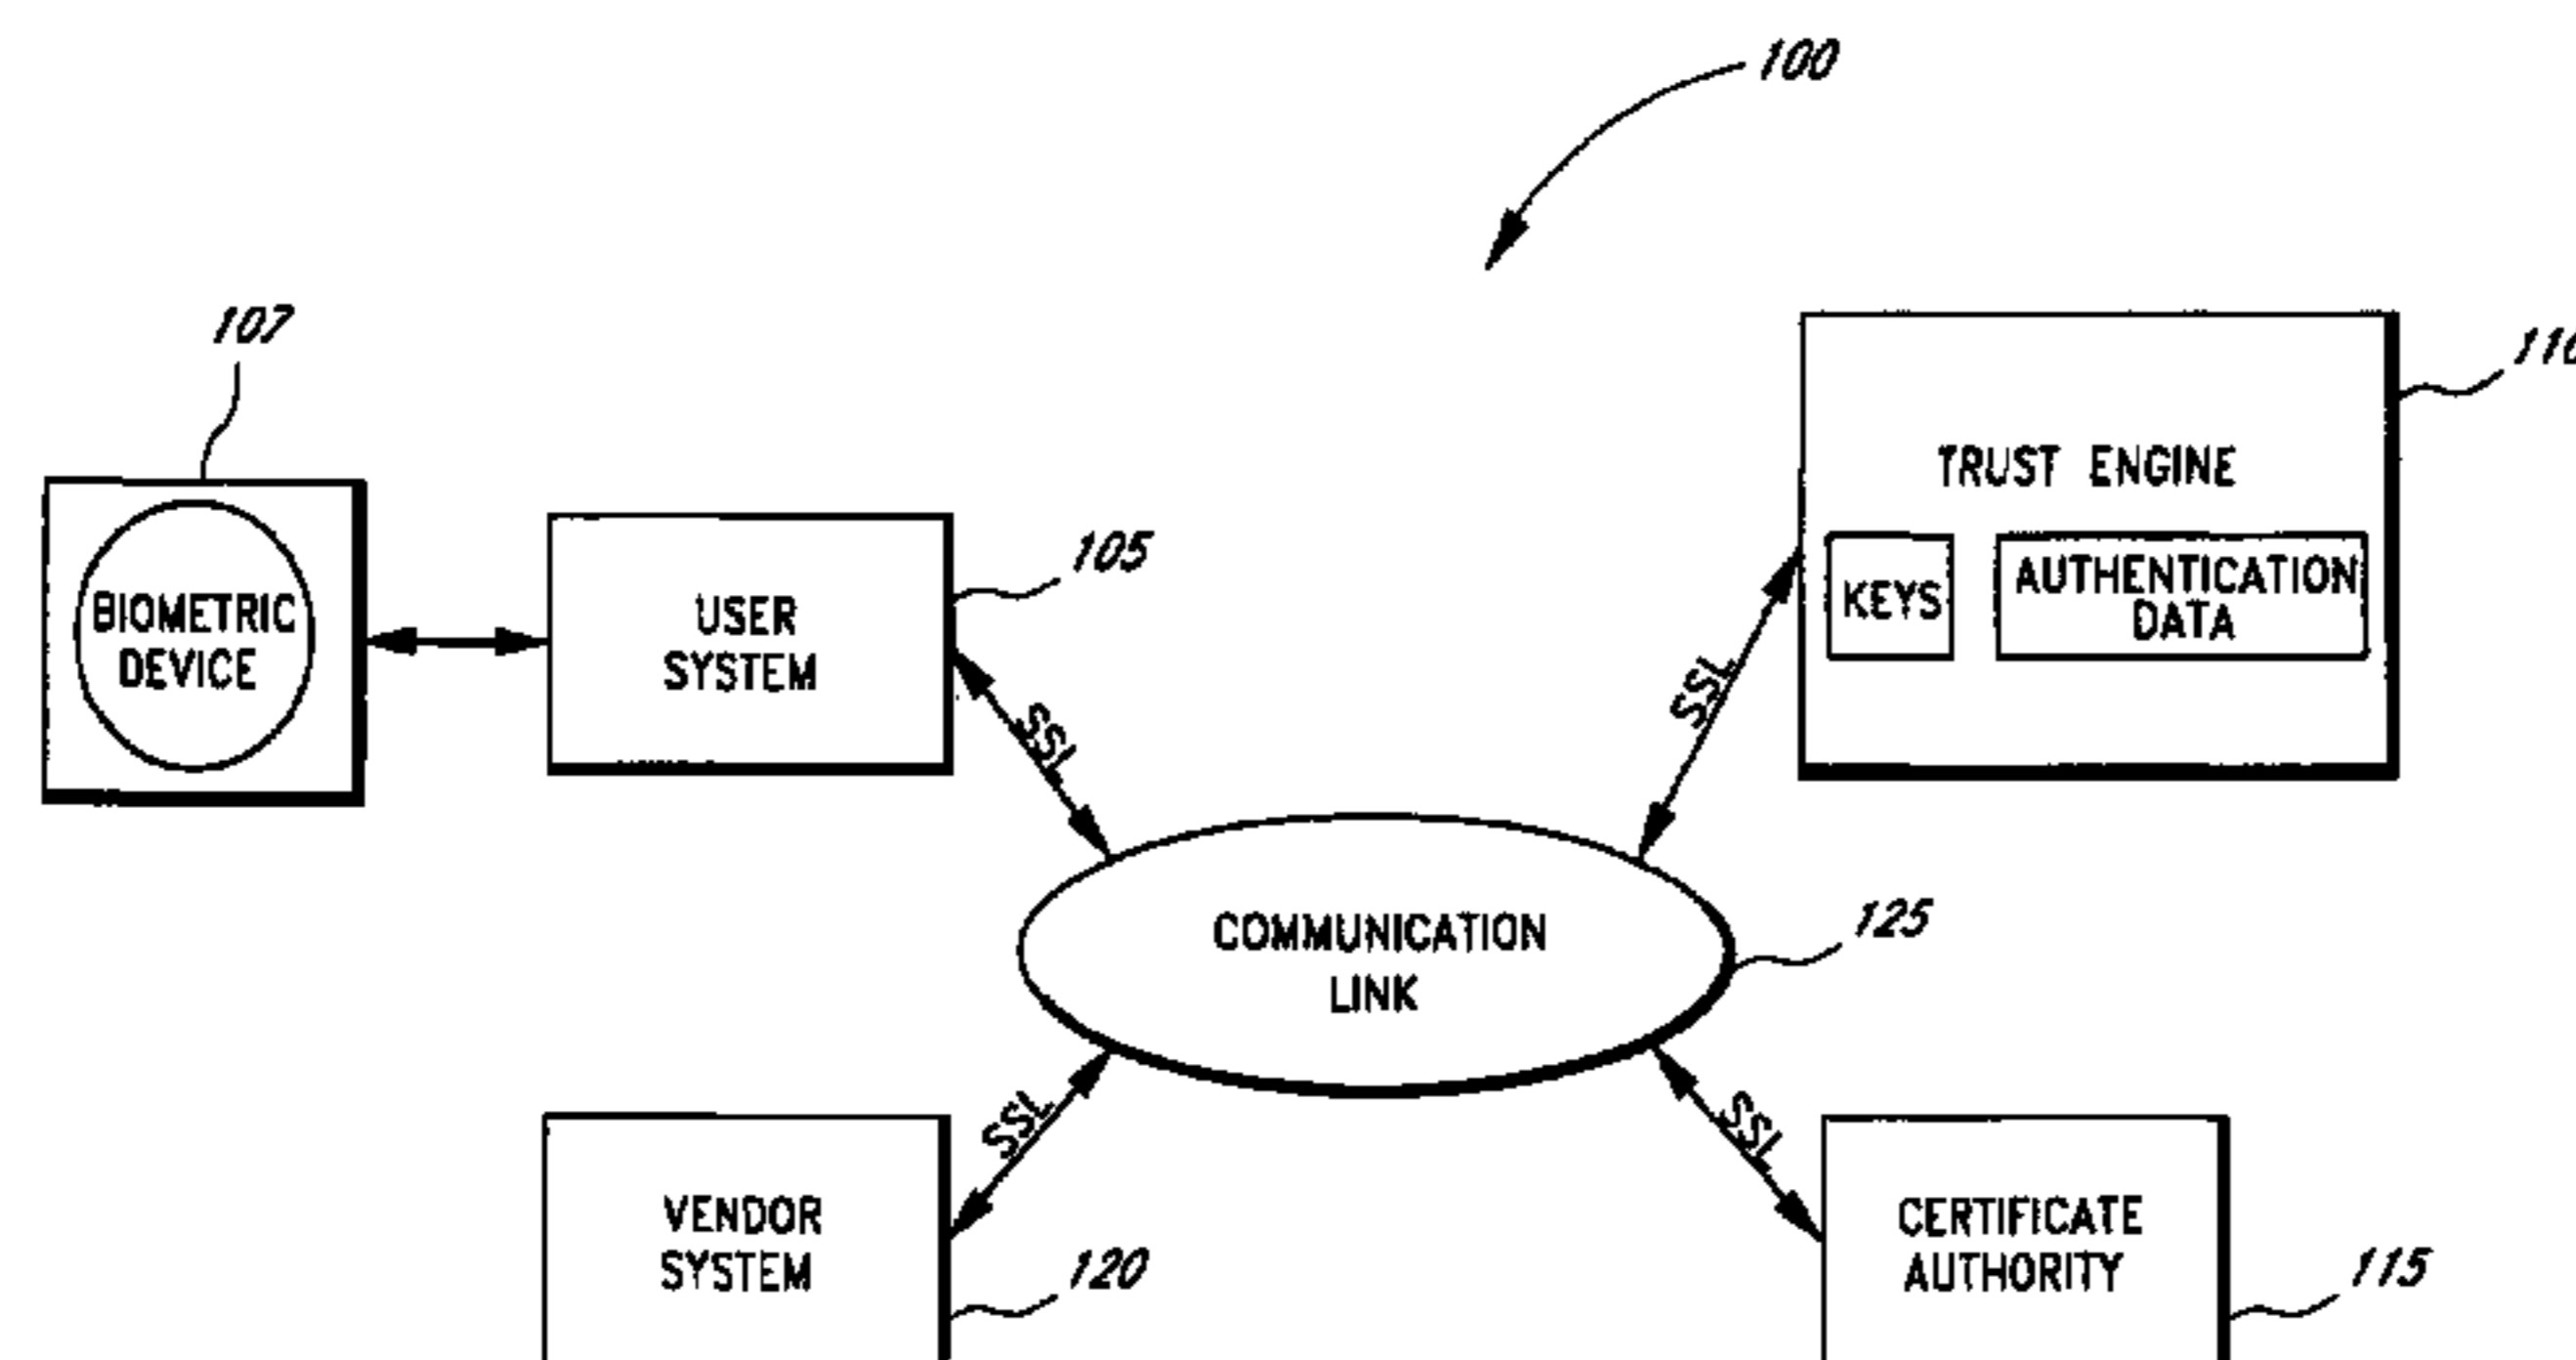 100
107
TRUST ENGINE
105
KEYS
AUTHENTICATION
DATA
BIOMETRIC
DEVICE
USER
SYSTEM
SSL
SSL
COMMUNICATION
LINK
125
SSL
SSL
VENDOR
SYSTEM
120
CERTIFICATE
AUTHORITY
115